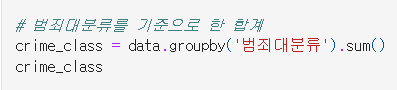 # 범죄대분류를 기준으로 한 합계
crime_class = data.groupby('범죄대분류').sum()
crime_class